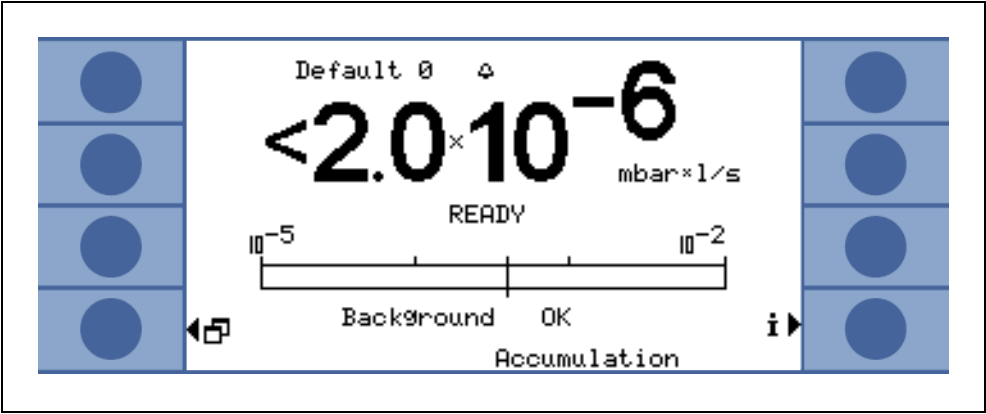 Default 0
<2.0×10⁻⁶
mbar×l/s
READY
10⁻⁵ 10⁻²
Background OK
i
Accumulation